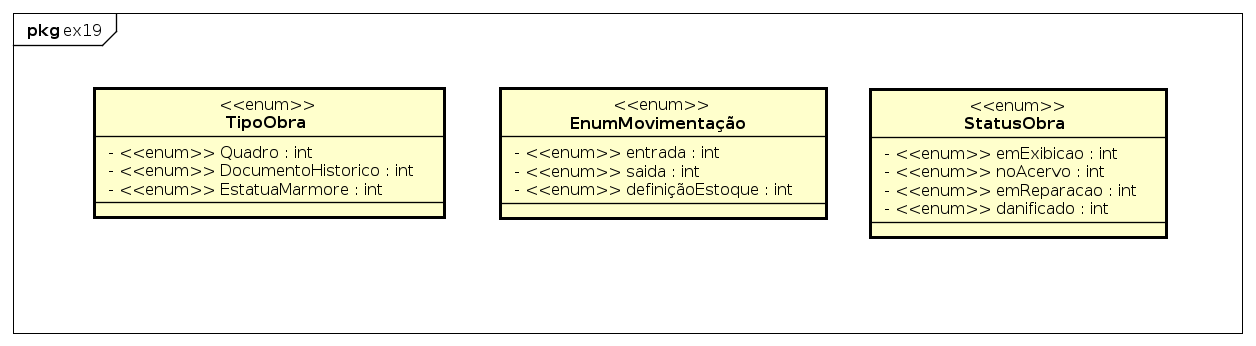 pkg ex19
<<enum>>
TipoObra
- <<enum>> Quadro : int
- <<enum>> DocumentoHistorico : int
- <<enum>> EstatuaMarmore : int
<<enum>>
EnumMovimentação
- <<enum>> entrada : int
- <<enum>> saida : int
- <<enum>> definiçãoEstoque : int
<<enum>>
StatusObra
- <<enum>> emExibicao : int
- <<enum>> noAcervo : int
- <<enum>> emReparacao : int
- <<enum>> danificado : int